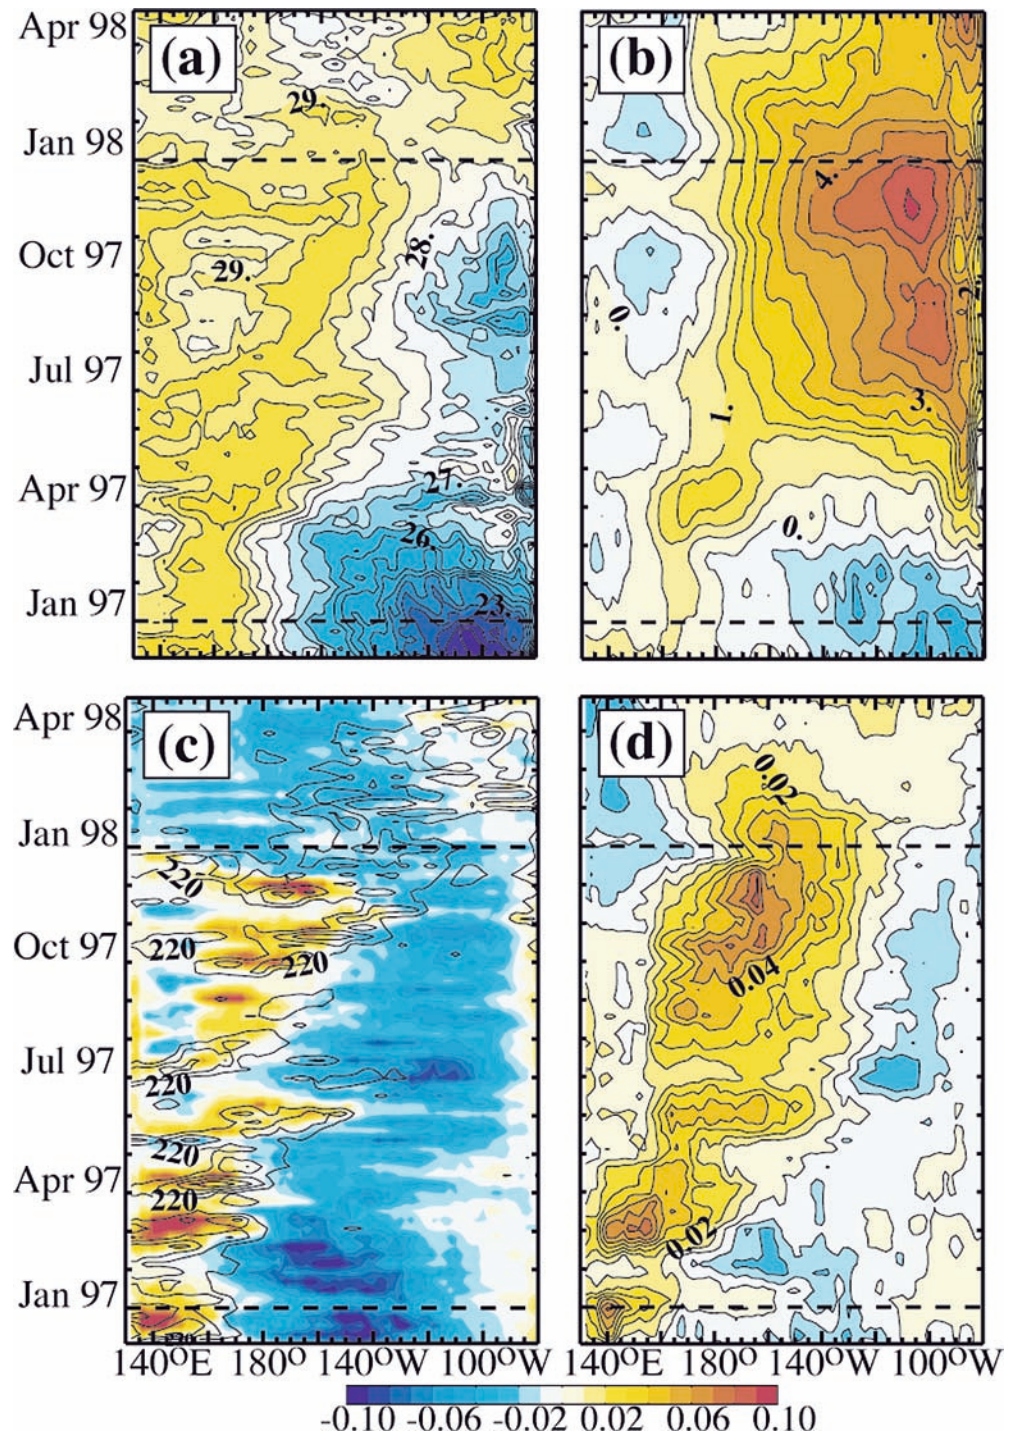 Apr 98
(a)
(b)
29.
Jan 98
4.
28.
Oct 97
29.
2.
.0
Jul 97
1.
3.
Apr 97
27.
0.
26.
Jan 97
23.
Apr 98
(c)
(d)
0.02
Jan 98
220
Oct 97
220
220
0.04
Jul 97
220
220
Apr 97
220
0.02
Jan 97
140°E 180° 140°W 100°W
140°E 180° 140°W 100°W
-0.10 -0.06 -0.02 0.02 0.06 0.10